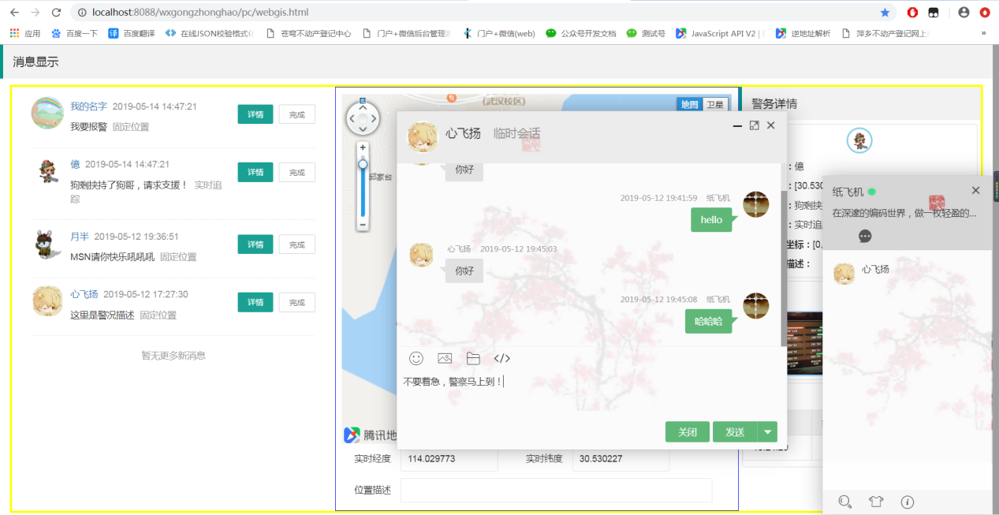 localhost:8088/wxgongzhonghao/pc/webgis.html
应用 百度一下 译 百度翻译 在线JSON校验格式化 苍穹不动产登记中心 门户+微信后台管理 门户+微信(web) 公众号开发文档 测试号 JavaScript API V2 | 逆地址解析 萍乡不动产登记网上 »
消息显示
我的名字 2019-05-14 14:47:21
我要报警 固定位置
详情 完成
億 2019-05-14 14:47:21
狗剩挟持了狗哥，请求支援！ 实时追
踪
详情 完成
月半 2019-05-12 19:36:51
MSN请你快乐吼吼吼 固定位置
详情 完成
心飞扬 2019-05-12 17:27:30
这里是警况描述 固定位置
详情 完成
暂无更多新消息
北
(武汉校区)
地图 卫星
邱家台
腾讯地
实时经度 114.029773 实时纬度 30.530227
位置描述
心飞扬 临时会话
你好
2019-05-12 19:41:59 纸飞机
hello
心飞扬 2019-05-12 19:45:03
你好
2019-05-12 19:45:08 纸飞机
哈哈哈
不要着急，警察马上到！
关闭 发送
警务详情
：億
：[30.530
：狗剩挟
：实时追
坐标：[0,
描述：
纸飞机
在深邃的编码世界，做一枚轻盈的...
心飞扬